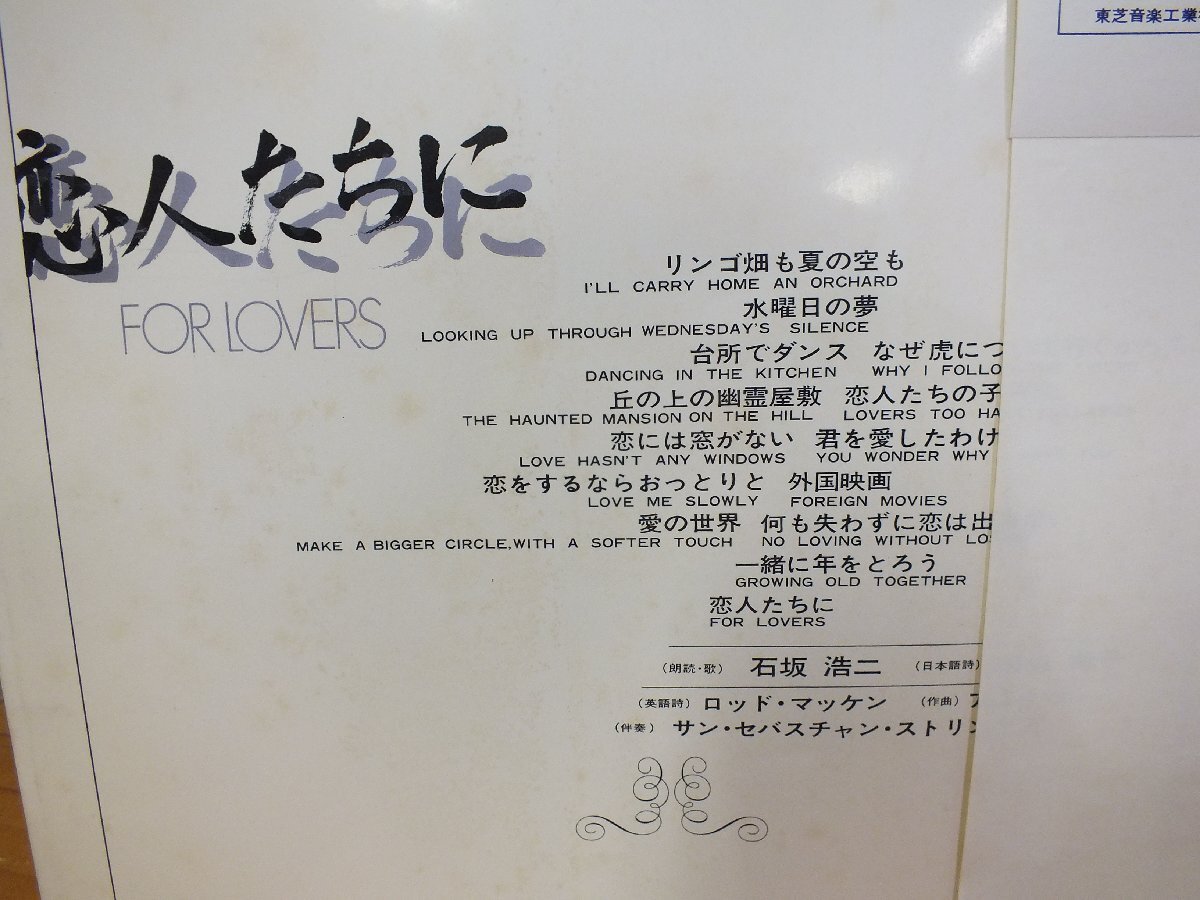 東芝音楽工業
恋人たちに
FOR LOVERS
リンゴ畑も夏の空も
I'LL CARRY HOME AN ORCHARD
水曜日の夢
LOOKING UP THROUGH WEDNESDAY'S SILENCE
台所でダンス なぜ虎につ
DANCING IN THE KITCHEN WHY I FOLLO
丘の上の幽霊屋敷 恋人たちの子
THE HAUNTED MANSION ON THE HILL LOVERS TOO HA
恋には窓がない 君を愛したわけ
LOVE HASN'T ANY WINDOWS YOU WONDER WHY
恋をするならおっとりと 外国映画
LOVE ME SLOWLY FOREIGN MOVIES
愛の世界 何も失わずに恋は出
MAKE A BIGGER CIRCLE, WITH A SOFTER TOUCH NO LOVING WITHOUT LO
一緒に年をとろう
GROWING OLD TOGETHER
恋人たちに
FOR LOVERS
(朗読・歌) 石坂 浩二 (日本語詩)
(英語詩) ロッド・マッケン (作曲) ア
(伴奏) サン・セバスチャン・ストリン